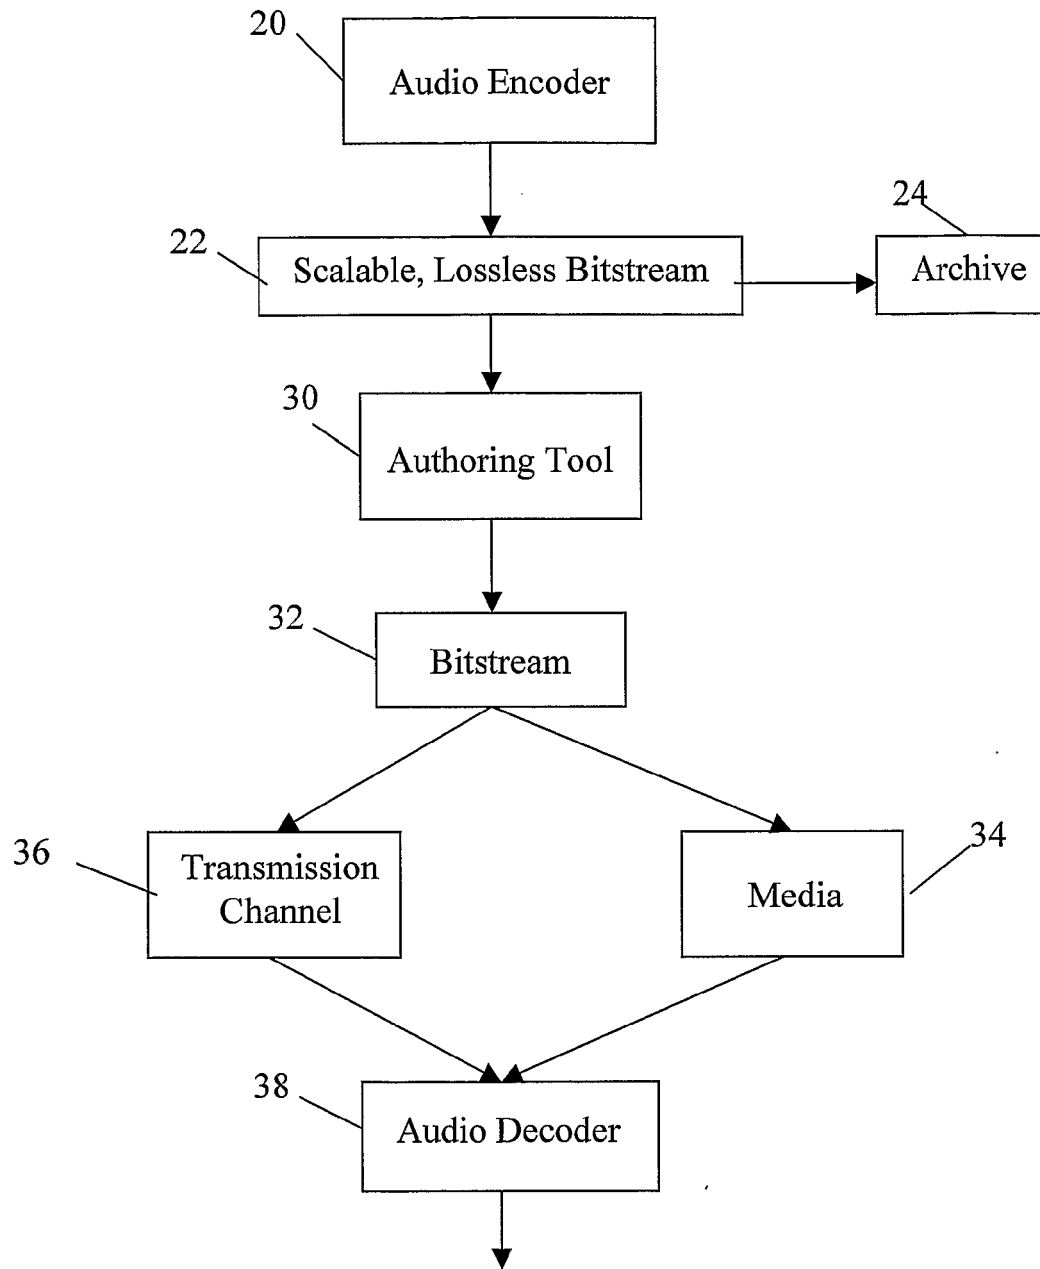 20
Audio Encoder
24
22
Scalable, Lossless Bitstream
Archive
30
Authoring Tool
32
Bitstream
36
Transmission
Channel
34
Media
38
Audio Decoder